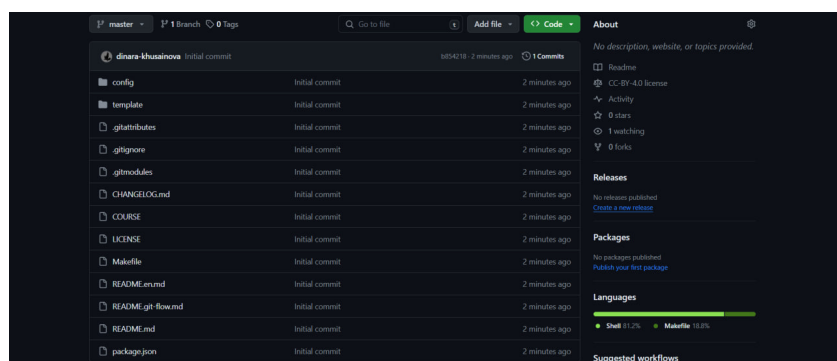 master 1 Branch 0 Tags Go to file t Add file Code
dinara-khusainova Initial commit b854218 · 2 minutes ago 1 Commits
config Initial commit 2 minutes ago
template Initial commit 2 minutes ago
.gitattributes Initial commit 2 minutes ago
.gitignore Initial commit 2 minutes ago
.gitmodules Initial commit 2 minutes ago
CHANGELOG.md Initial commit 2 minutes ago
COURSE Initial commit 2 minutes ago
LICENSE Initial commit 2 minutes ago
Makefile Initial commit 2 minutes ago
README.en.md Initial commit 2 minutes ago
README.git-flow.md Initial commit 2 minutes ago
README.md Initial commit 2 minutes ago
package.json Initial commit 2 minutes ago
About
No description, website, or topics provided.
Readme
CC-BY-4.0 license
Activity
0 stars
1 watching
0 forks
Releases
No releases published
Create a new release
Packages
No packages published
Publish your first package
Languages
Shell 81.2% Makefile 18.8%
Suggested workflows